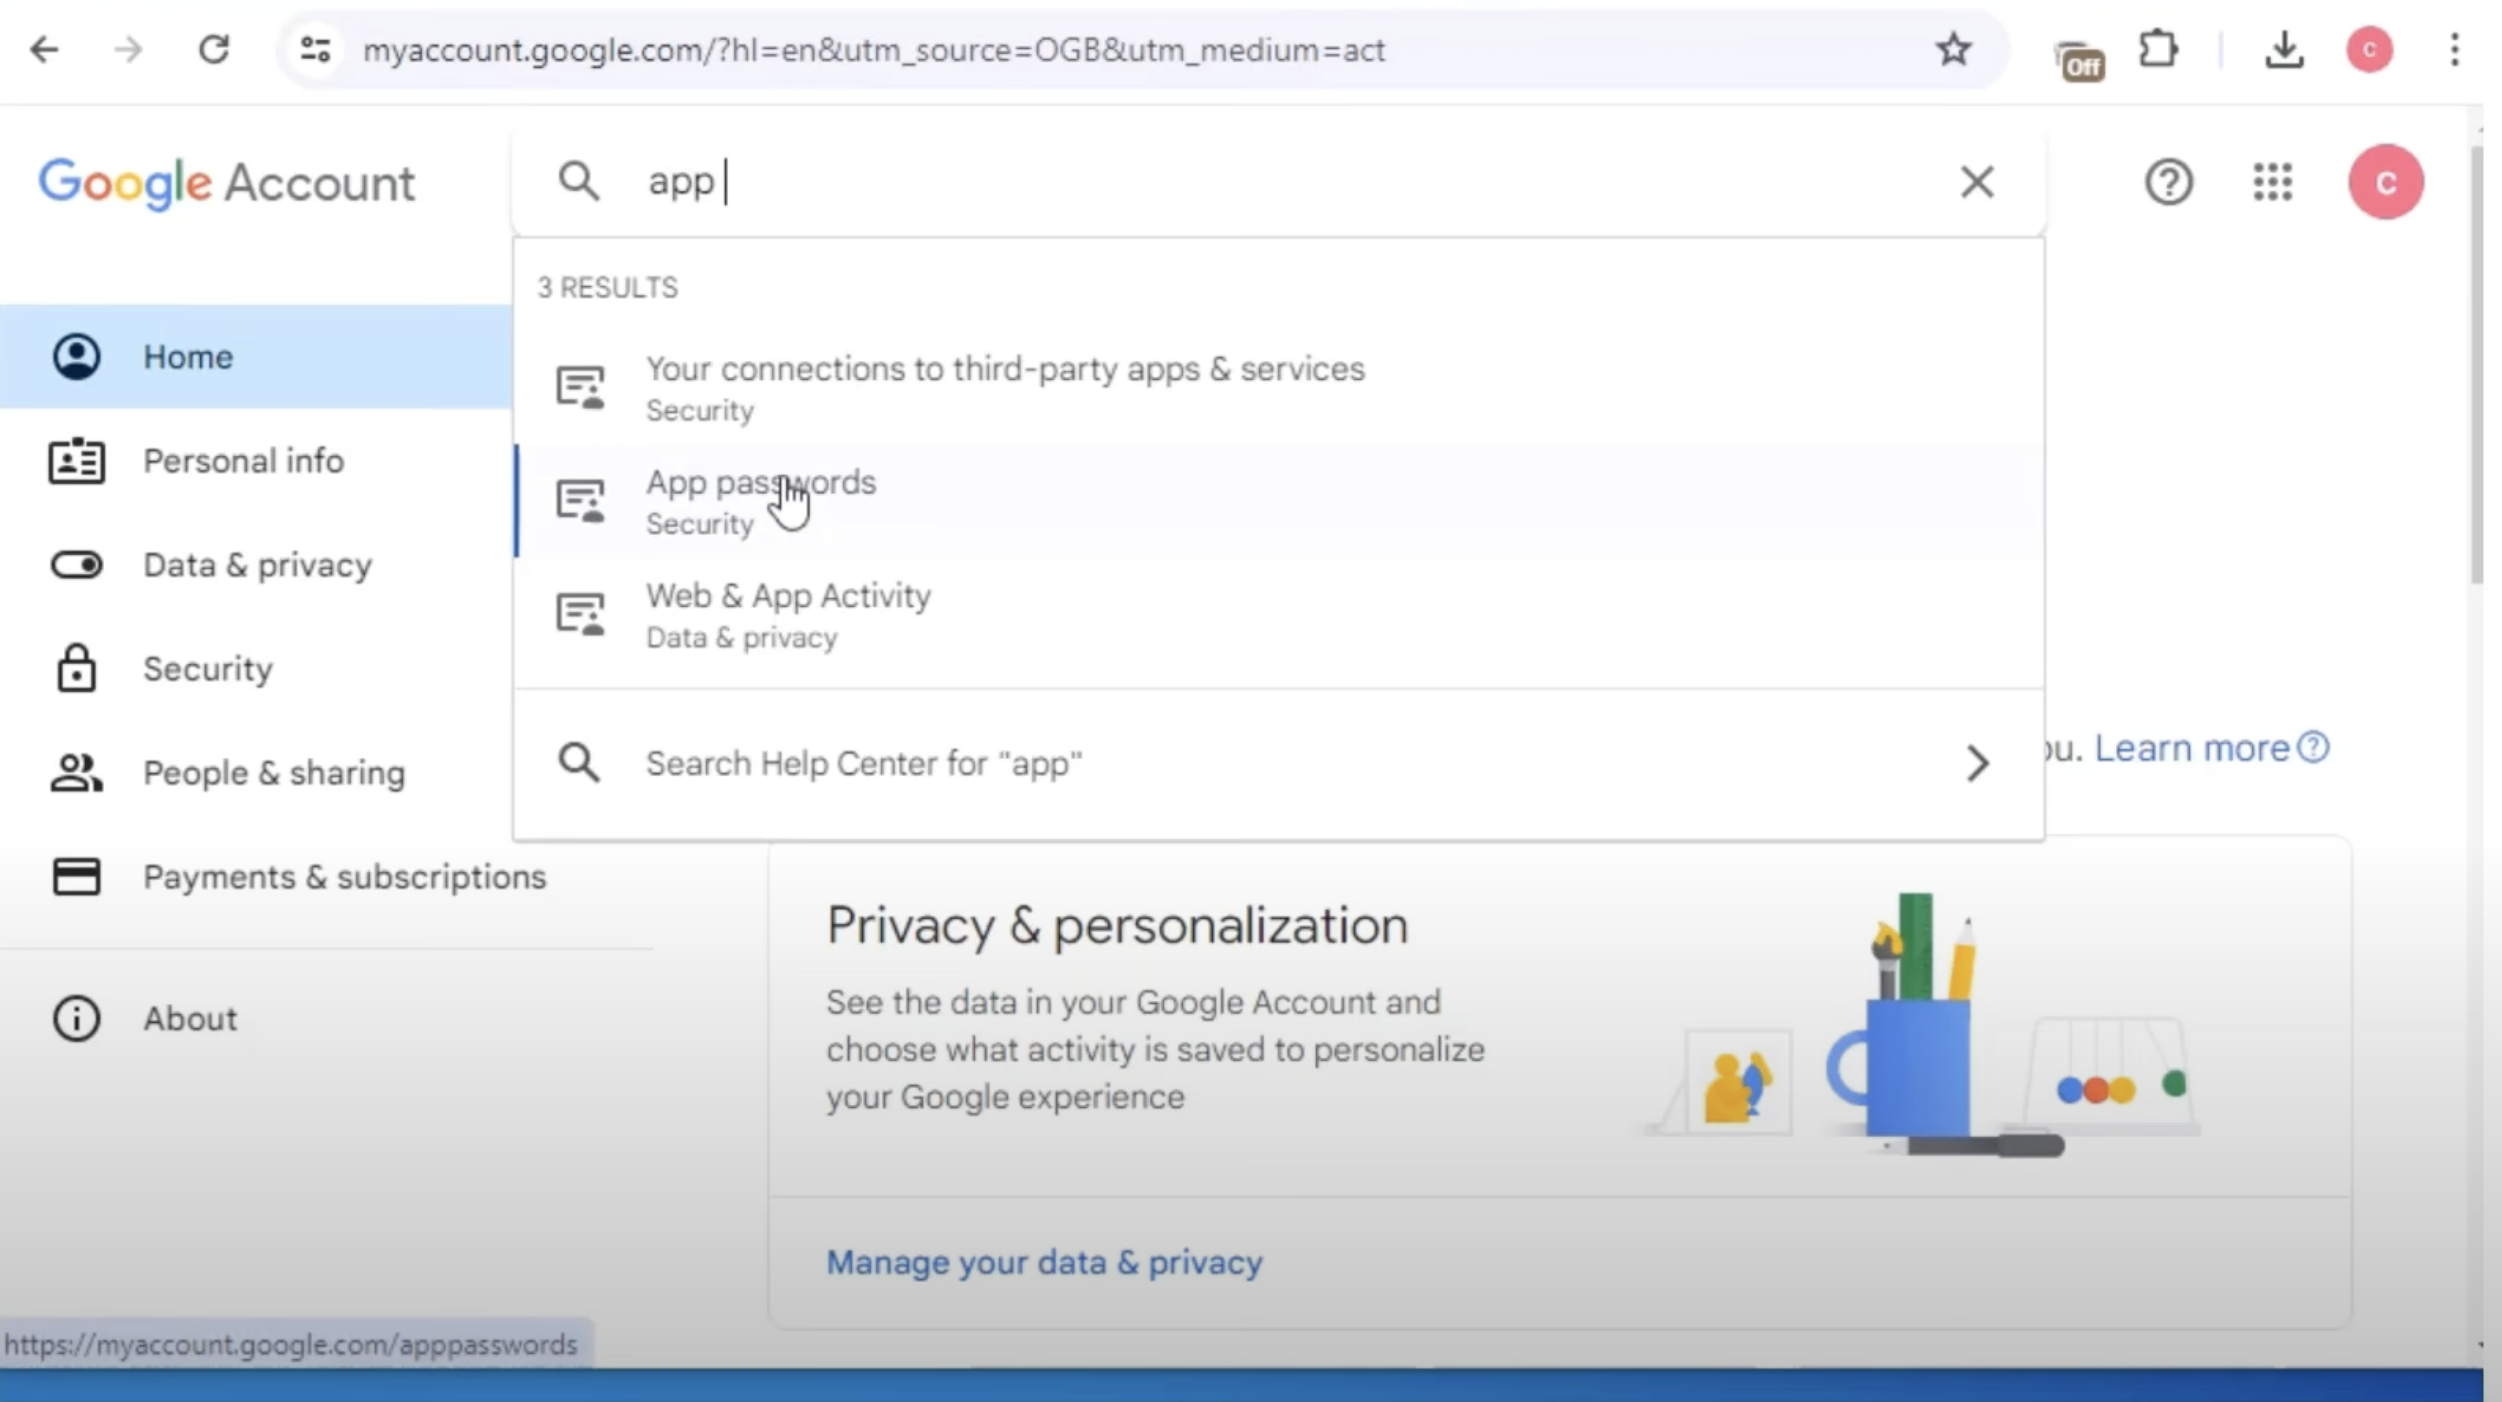 myaccount.google.com/?hl=en&utm_source=OGB&utm_medium=act
Off
C
Google Account
app
C
3 RESULTS
Your connections to third-party apps & services
Security
App passwords
Security
Web & App Activity
Data & privacy
Search Help Center for "app"
Home
Personal info
Data & privacy
Security
People & sharing
Payments & subscriptions
About
ou. Learn more
Privacy & personalization
See the data in your Google Account and
choose what activity is saved to personalize
your Google experience
Manage your data & privacy
https://myaccount.google.com/apppasswords